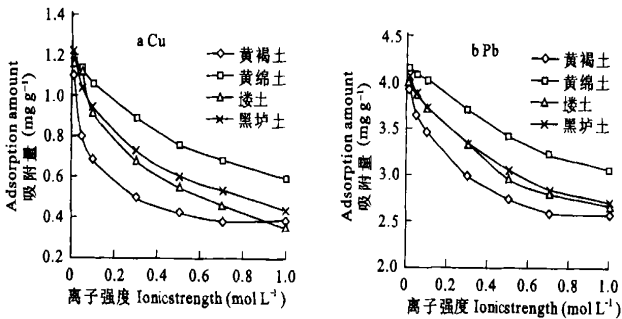 a Cu
黄褐土
黄绵土
塿土
黑垆土
1.4
1.2
1.0
0.8
0.6
0.4
0.2
Adsorption amount
吸附量 (mg g⁻¹)
0 0.2 0.4 0.6 0.8 1.0
离子强度 Ionicstrength (mol L⁻¹)
b Pb
黄褐土
黄绵土
塿土
黑垆土
4.5
4.0
3.5
3.0
2.5
2.0
Adsorption amount
吸附量 (mg g⁻¹)
0 0.2 0.4 0.6 0.8 1.0
离子强度 Ionicstrength (mol L⁻¹)